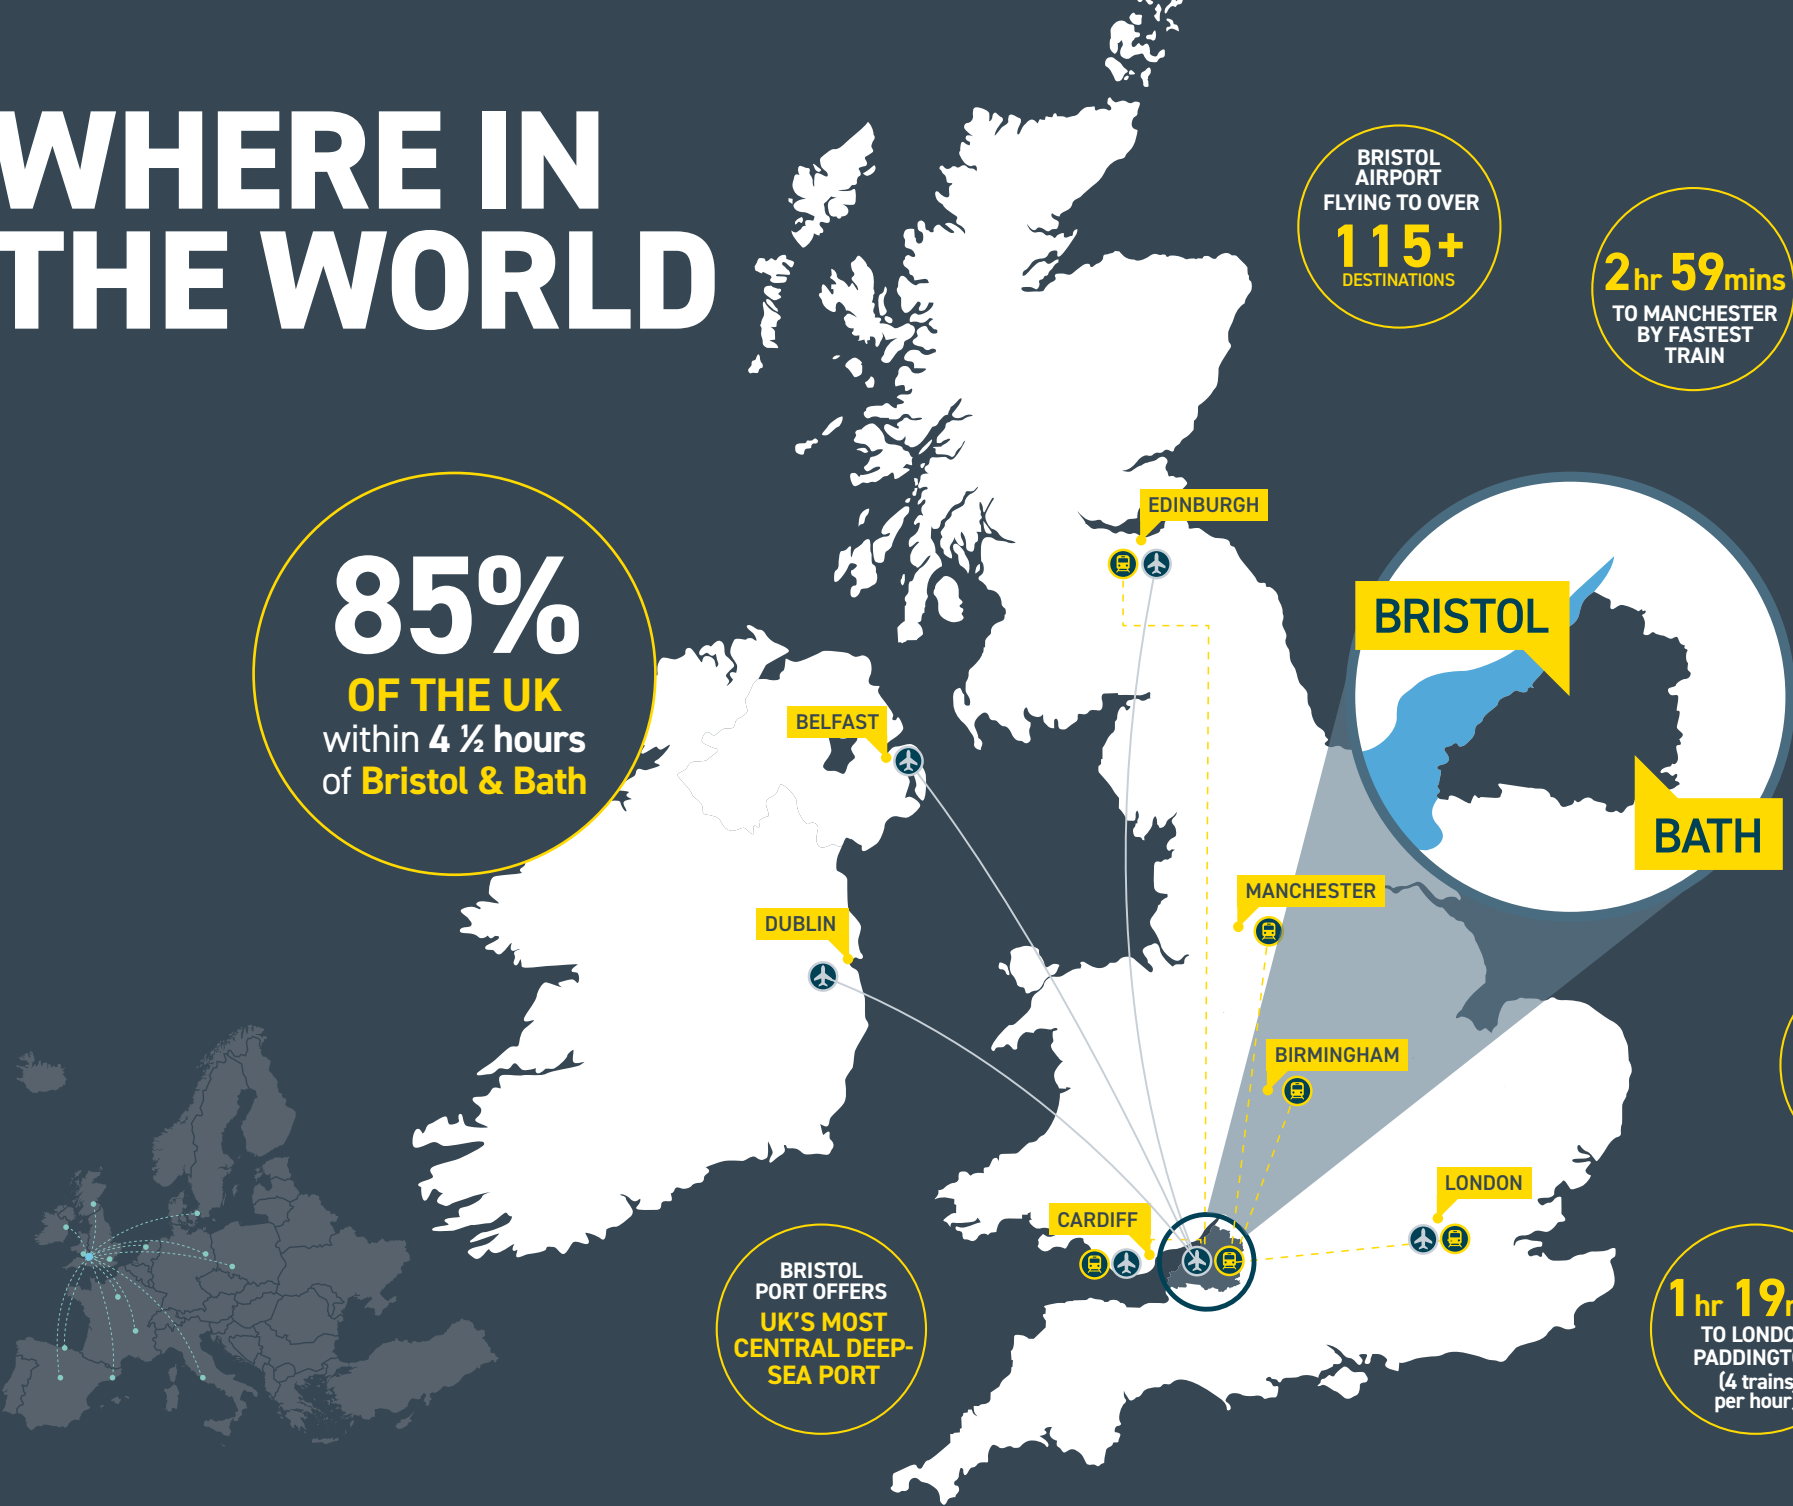 WHERE IN
THE WORLD
BRISTOL
AIRPORT
FLYING TO OVER
115+
DESTINATIONS
2hr 59mins
TO MANCHESTER
BY FASTEST
TRAIN
85%
OF THE UK
within 4 ½ hours
of Bristol & Bath
EDINBURGH
BRISTOL
BATH
BELFAST
MANCHESTER
DUBLIN
BIRMINGHAM
LONDON
CARDIFF
BRISTOL
PORT OFFERS
UK'S MOST
CENTRAL DEEP-
SEA PORT
1hr 19
TO
(4 trains
per hour